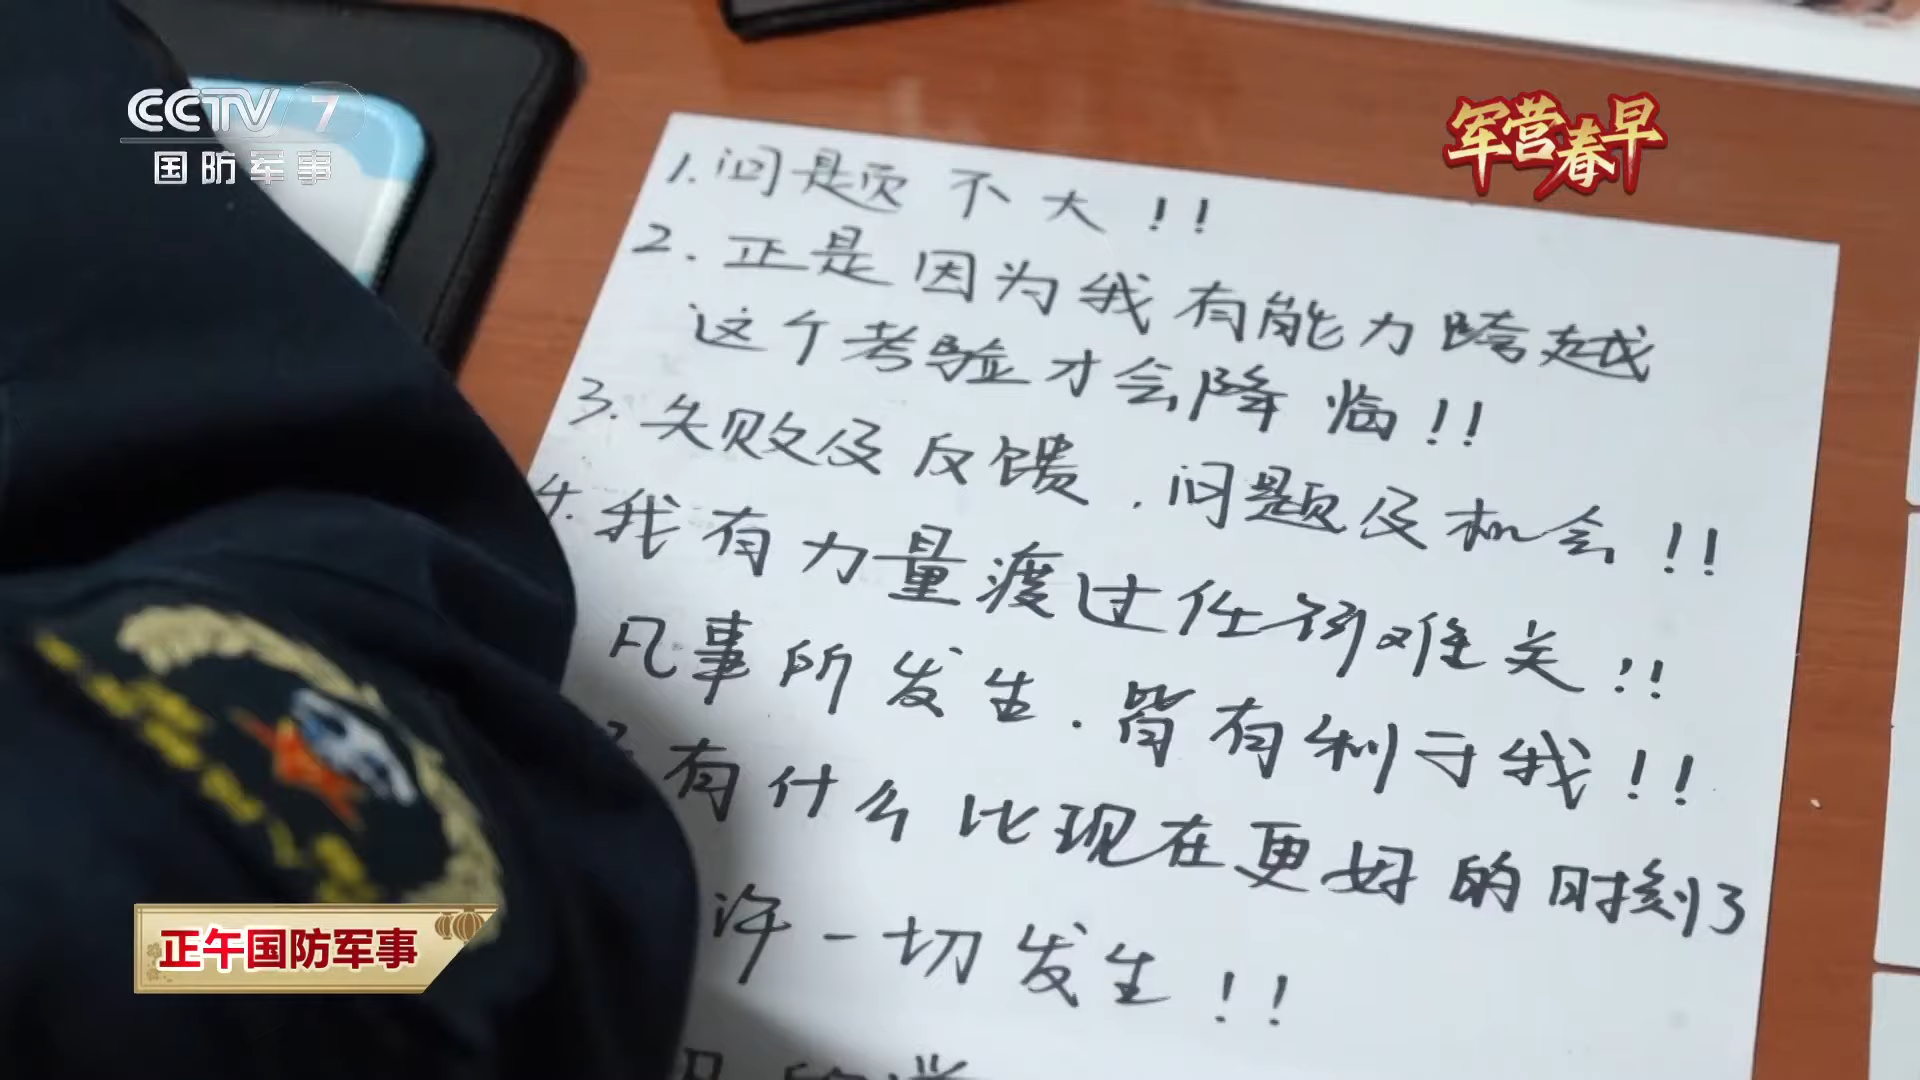 CCTV 7
国防军事
军营春早
1.问题不大!!
2.正是因为我有能力跨越
这个考验才会降临!!
3.失败及反馈,问题及机会!!
4.我有力量渡过任何难关!!
凡事所发生,皆有利于我!!
有什么比现在更好的时刻了
许一切发生!!
正午国防军事